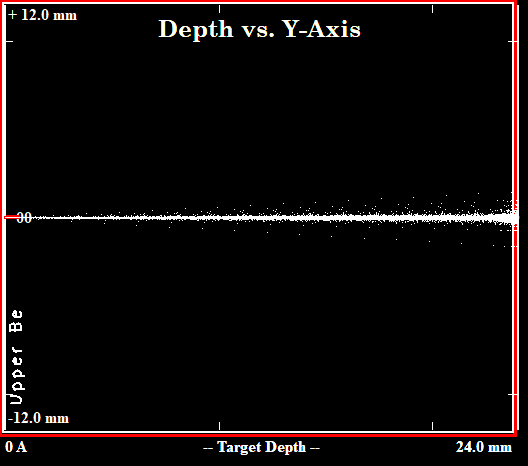 + 12.0 mm
Depth vs. Y-Axis
00
Upper Be
-12.0 mm
0 A
-- Target Depth --
24.0 mm